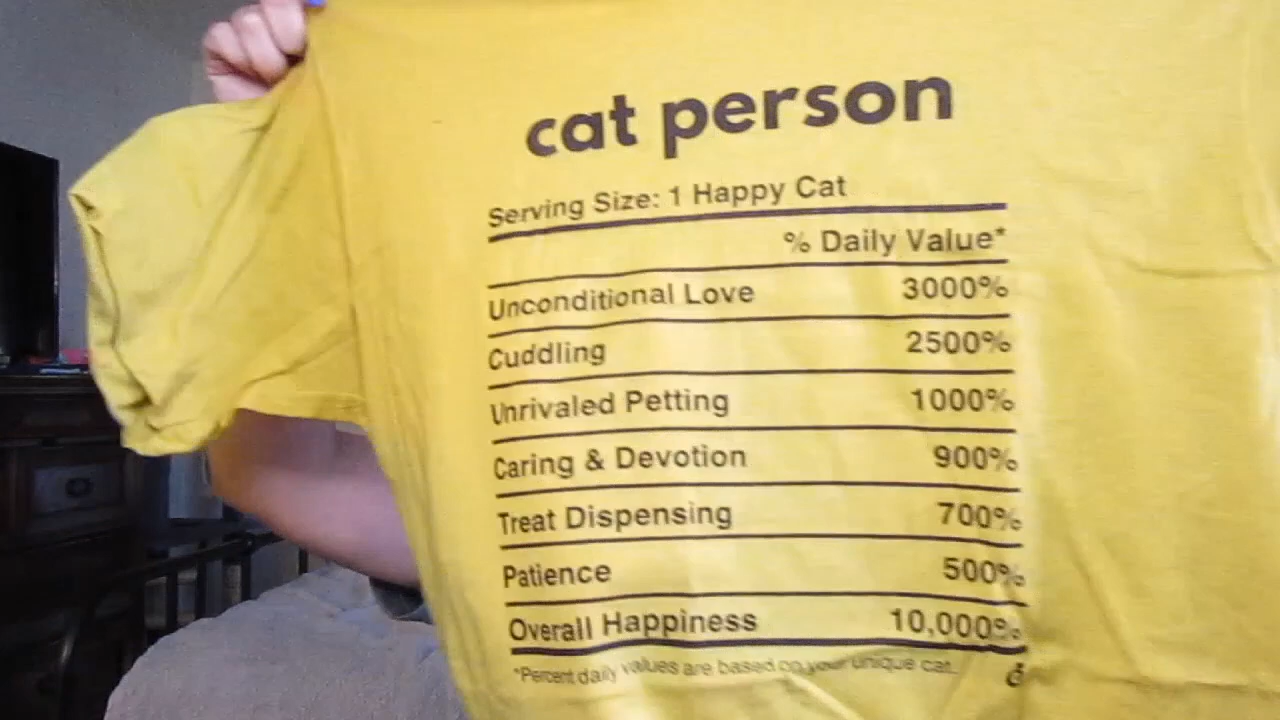 cat person
Serving Size: 1 Happy Cat
% Daily Value*
Unconditional Love 3000%
Cuddling 2500%
Unrivaled Petting 1000%
Caring & Devotion 900%
Treat Dispensing 700%
Patience 500%
Overall Happiness 10,000%
*Percent daily values are based on your unique cat.